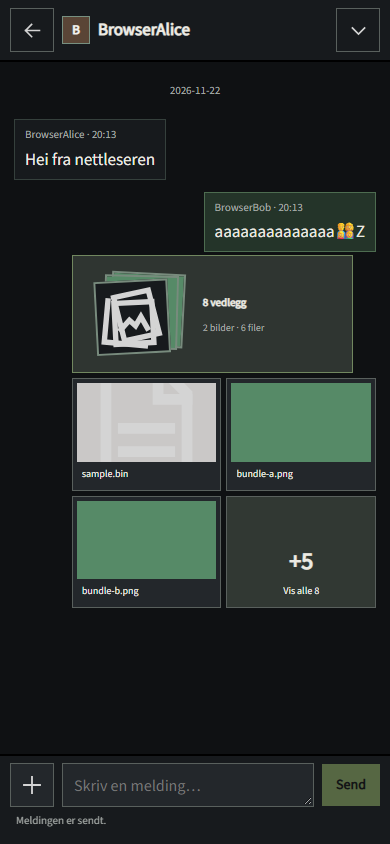 B BrowserAlice
2026-11-22
BrowserAlice · 20:13
Hei fra nettleseren
BrowserBob · 20:13
aaaaaaaaaaaaaa👫Z
8 vedlegg
2 bilder · 6 filer
sample.bin
bundle-a.png
bundle-b.png
+5
Vis alle 8
Skriv en melding...
Send
Meldingen er sendt.